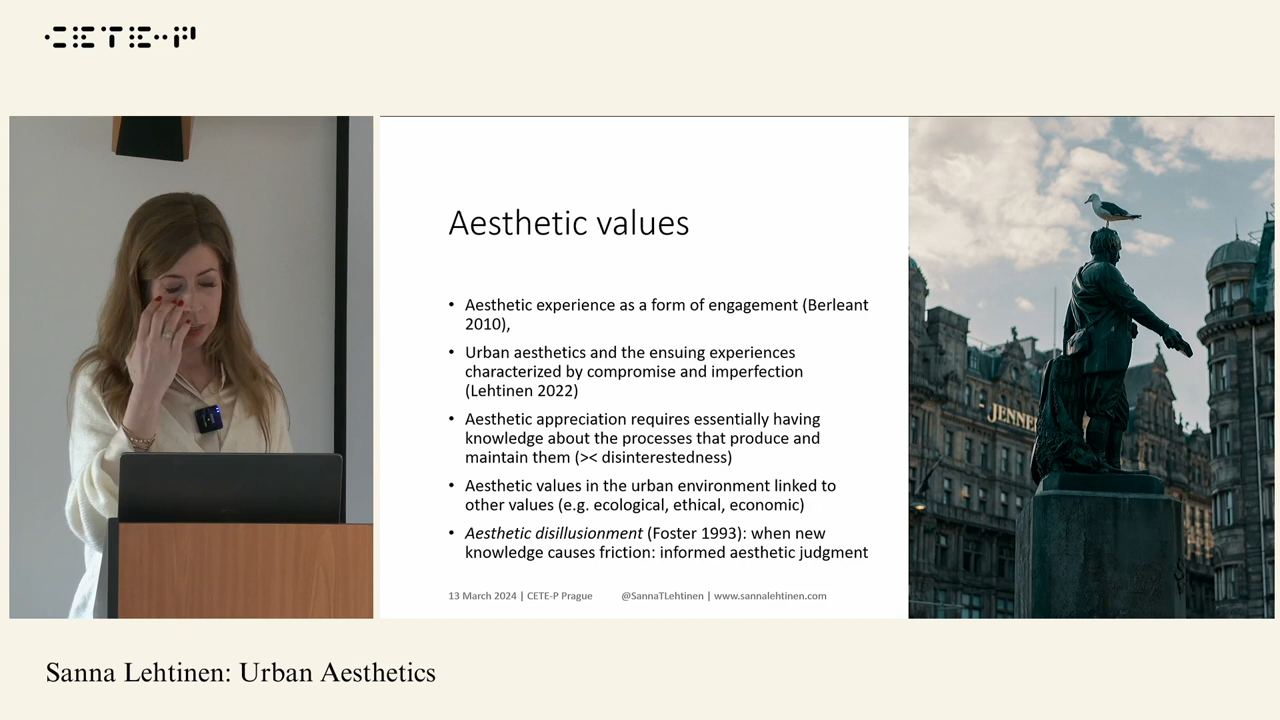 CETE-P
Aesthetic values
• Aesthetic experience as a form of engagement (Berleant
2010),
• Urban aesthetics and the ensuing experiences
characterized by compromise and imperfection
(Lehtinen 2022)
• Aesthetic appreciation requires essentially having
knowledge about the processes that produce and
maintain them (>< disinterestedness)
• Aesthetic values in the urban environment linked to
other values (e.g. ecological, ethical, economic)
• Aesthetic disillusionment (Foster 1993): when new
knowledge causes friction: informed aesthetic judgment
13 March 2024 | CETE-P Prague @SannaTLehtinen | www.sannalehtinen.com
JENNER
Sanna Lehtinen: Urban Aesthetics